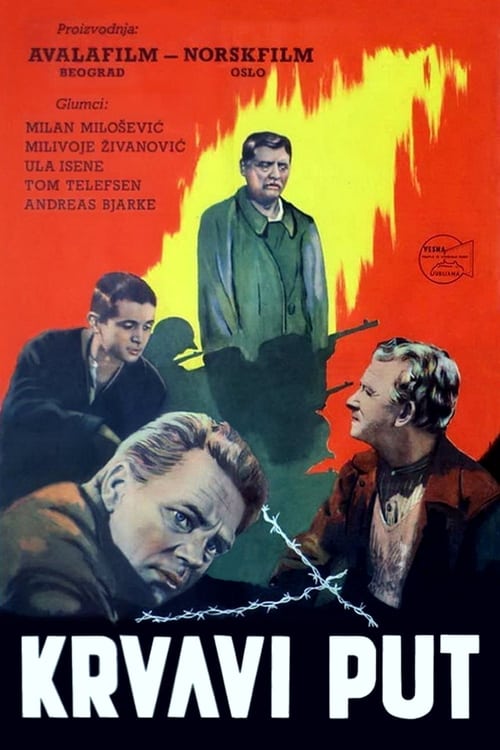 Proizvodnja:
AVALAFILM — NORSKFILM
BEOGRAD OSLO
Glumci:
MILAN MILOŠEVIĆ
MILIVOJE ŽIVANOVIĆ
ULA ISENE
TOM TELEFSEN
ANDREAS BJARKE
VESNA
LJUBLJANA
KRVAVI PUT